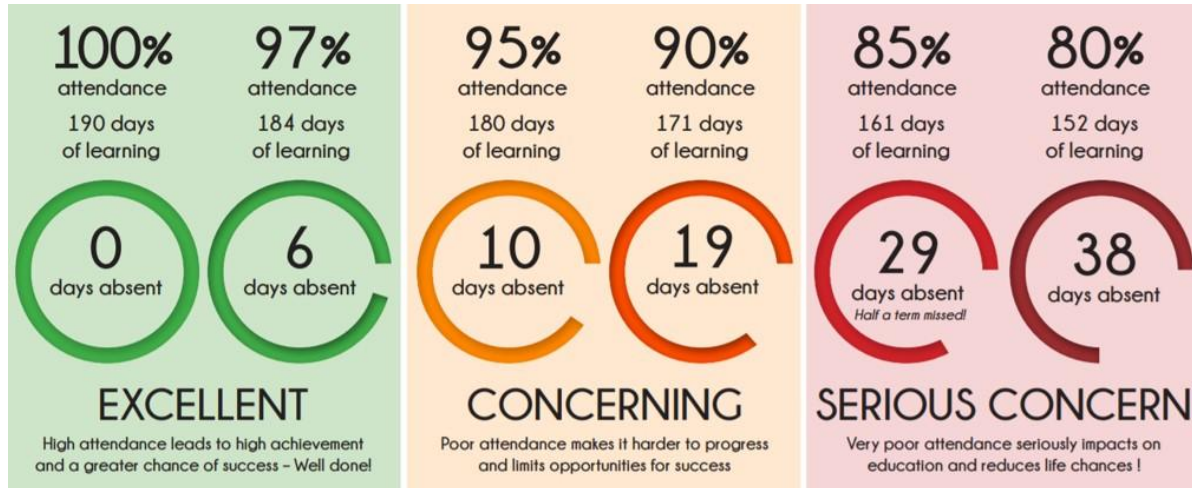 100%
attendance
190 days
of learning
0
days absent
97%
attendance
184 days
of learning
6
days absent
EXCELLENT
High attendance leads to high achievement
and a greater chance of success – Well done!
95%
attendance
180 days
of learning
10
days absent
90%
attendance
171 days
of learning
19
days absent
CONCERNING
Poor attendance makes it harder to progress
and limits opportunities for success
85%
attendance
161 days
of learning
29
days absent
Half a term missed!
80%
attendance
152 days
of learning
38
days absent
SERIOUS CONCERN
Very poor attendance seriously impacts on
education and reduces life chances !